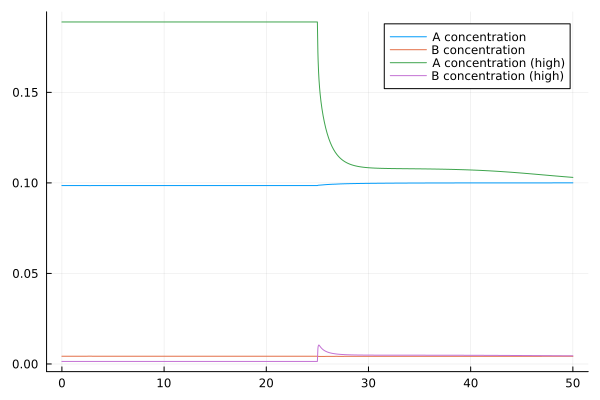 A concentration
B concentration
A concentration (high)
B concentration (high)
0.15
0.10
0.05
0.00
0 10 20 30 40 50